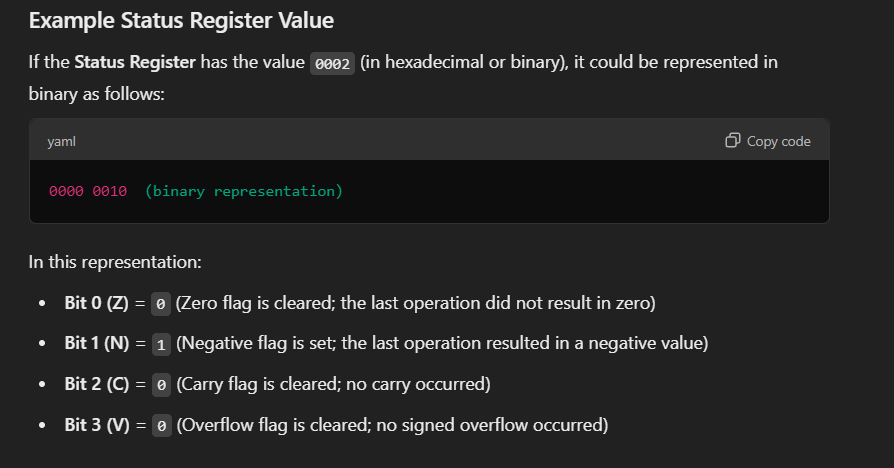 Example Status Register Value
If the Status Register has the value 0002 (in hexadecimal or binary), it could be represented in
binary as follows:
yaml
Copy code
0000 0010 (binary representation)
In this representation:
• Bit 0 (Z) = 0 (Zero flag is cleared; the last operation did not result in zero)
• Bit 1 (N) = 1 (Negative flag is set; the last operation resulted in a negative value)
• Bit 2 (C) = 0 (Carry flag is cleared; no carry occurred)
• Bit 3 (V) = 0 (Overflow flag is cleared; no signed overflow occurred)